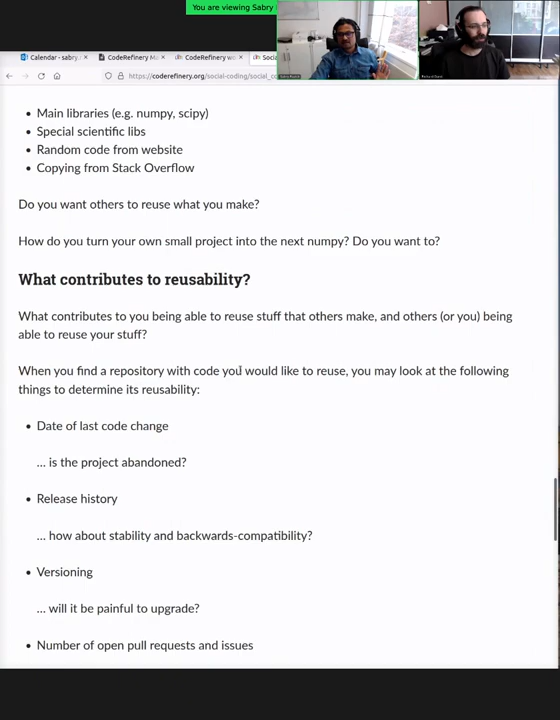 You are viewing Sabry
Calendar - sabry.r
CodeRefinery Ma
CodeRefinery wo
Socia
https://coderefinery.org/social-coding/social_co
• Main libraries (e.g. numpy, scipy)
• Special scientific libs
• Random code from website
• Copying from Stack Overflow
Do you want others to reuse what you make?
How do you turn your own small project into the next numpy? Do you want to?
What contributes to reusability?
What contributes to you being able to reuse stuff that others make, and others (or you) being
able to reuse your stuff?
When you find a repository with code you would like to reuse, you may look at the following
things to determine its reusability:
• Date of last code change
... is the project abandoned?
• Release history
... how about stability and backwards-compatibility?
• Versioning
... will it be painful to upgrade?
• Number of open pull requests and issues